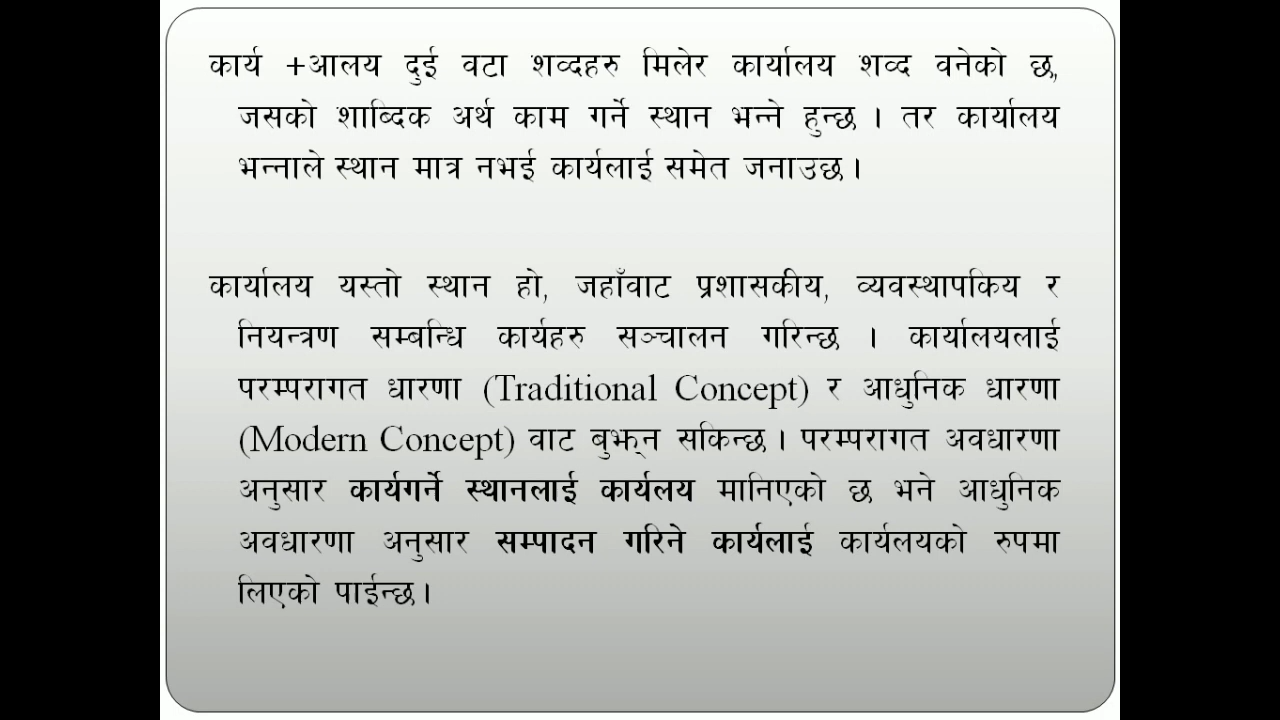 कार्य +आलय दुई वटा शव्दहरु मिलेर कार्यालय शव्द वनेको छ,
जसको शाब्दिक अर्थ काम गर्ने स्थान भन्ने हुन्छ । तर कार्यालय
भन्नाले स्थान मात्र नभई कार्यलाई समेत जनाउछ ।
कार्यालय यस्तो स्थान हो, जहाँवाट प्रशासकीय, व्यवस्थापकिय र
नियन्त्रण सम्बन्धि कार्यहरु सञ्चालन गरिन्छ । कार्यालयलाई
परम्परागत धारणा (Traditional Concept) र आधुनिक धारणा
(Modern Concept) वाट बुझ्न सकिन्छ । परम्परागत अवधारणा
अनुसार कार्यगर्ने स्थानलाई कार्यलय मानिएको छ भने आधुनिक
अवधारणा अनुसार सम्पादन गरिने कार्यलाई कार्यलयको रुपमा
लिएको पाईन्छ ।